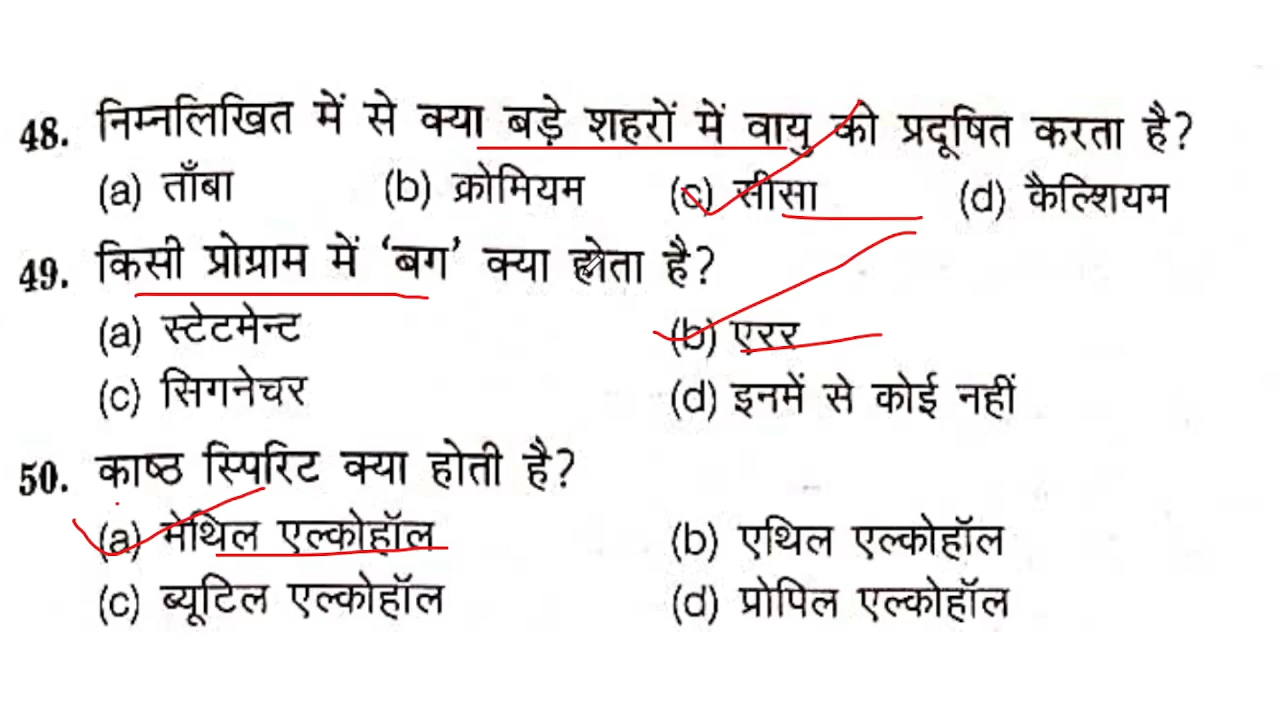 48. निम्नलिखित में से क्या बड़े शहरों में वायु को प्रदूषित करता है?
(a) ताँबा (b) क्रोमियम (c) सीसा (d) कैल्शियम
49. किसी प्रोग्राम में ‘बग’ क्या होता है?
(a) स्टेटमेन्ट (b) एरर
(c) सिगनेचर (d) इनमें से कोई नहीं
50. काष्ठ स्पिरिट क्या होती है?
(a) मेथिल एल्कोहॉल (b) एथिल एल्कोहॉल
(c) ब्यूटिल एल्कोहॉल (d) प्रोपिल एल्कोहॉल